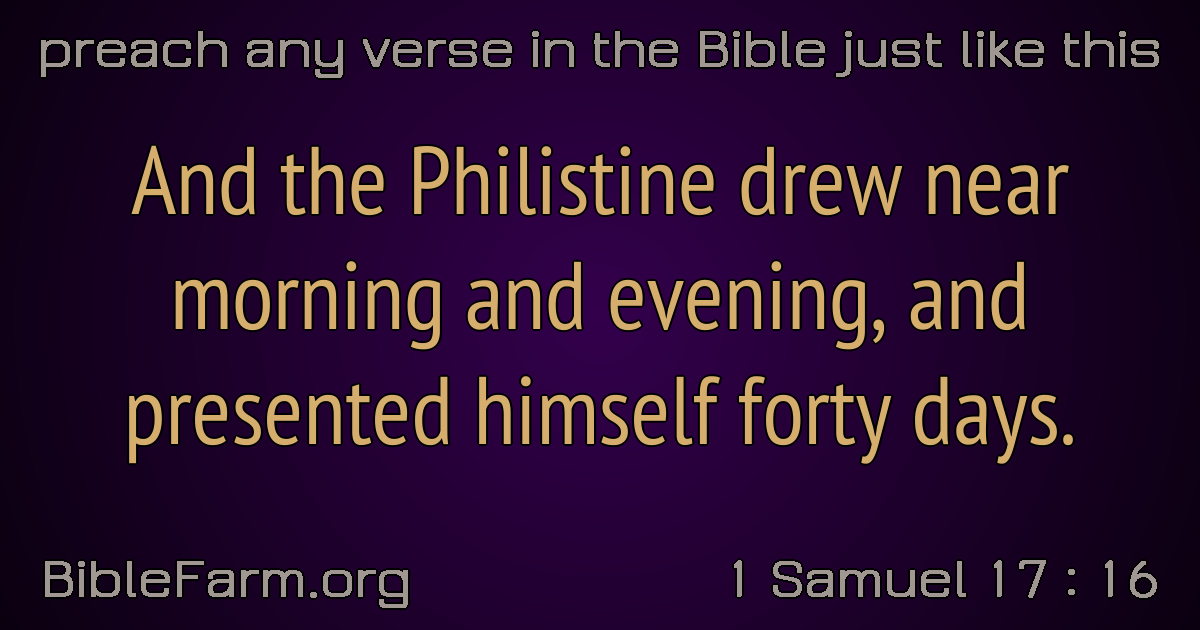 preach any verse in the Bible just like this
And the Philistine drew near
morning and evening, and
presented himself forty days.
BibleFarm.org
1 Samuel 17 : 16